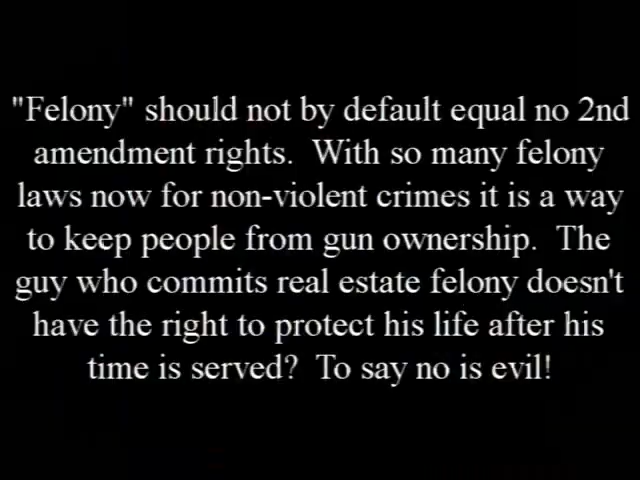 "Felony" should not by default equal no 2nd
amendment rights.  With so many felony
laws now for non-violent crimes it is a way
to keep people from gun ownership.  The
guy who commits real estate felony doesn't
have the right to protect his life after his
time is served?  To say no is evil!